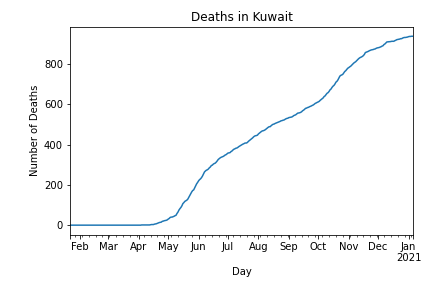 Deaths in Kuwait
Number of Deaths
800
600
400
200
0
Feb Mar Apr May Jun Jul Aug Sep Oct Nov Dec Jan
2021
Day